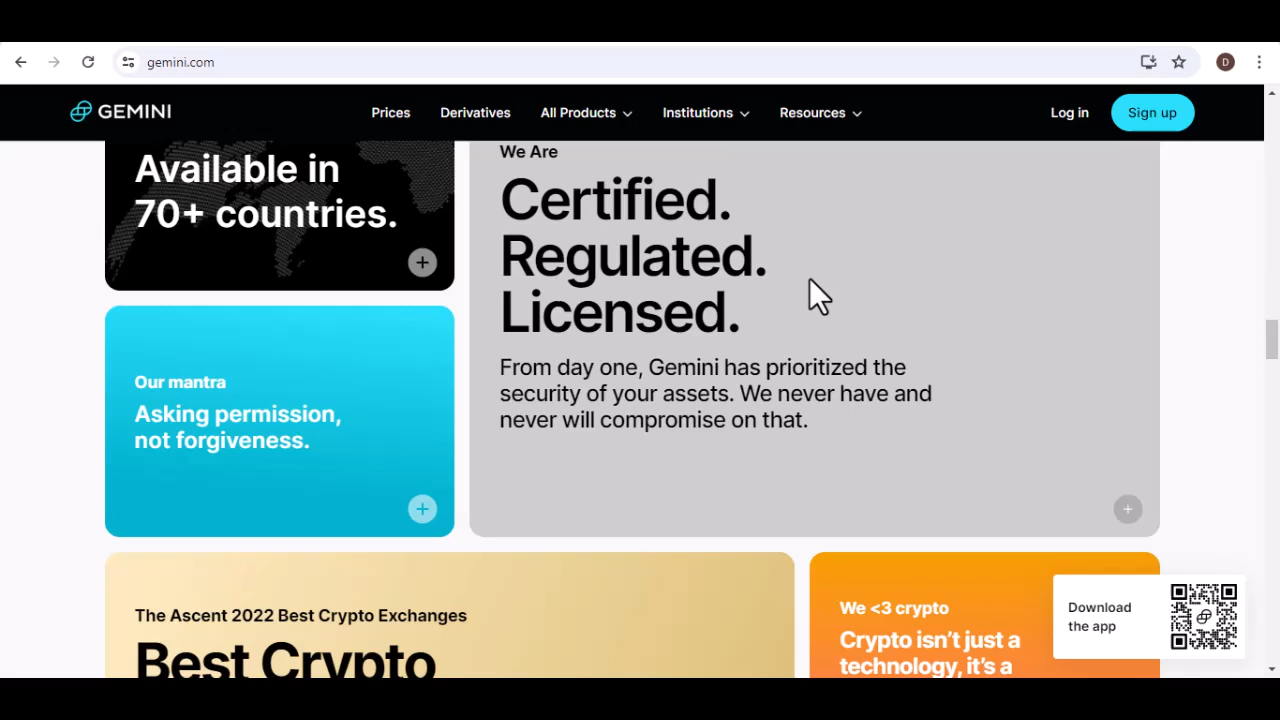 gemini.com
D
GEMINI
Prices
Derivatives
All Products
Institutions
Resources
Log in
Sign up
Available in
70+ countries.
We Are
Certified.
Regulated.
Licensed.
From day one, Gemini has prioritized the
security of your assets. We never have and
never will compromise on that.
Our mantra
Asking permission,
not forgiveness.
The Ascent 2022 Best Crypto Exchanges
Best Crypto
We <3 crypto
Crypto isn’t just a
technology, it’s a
Download
the app